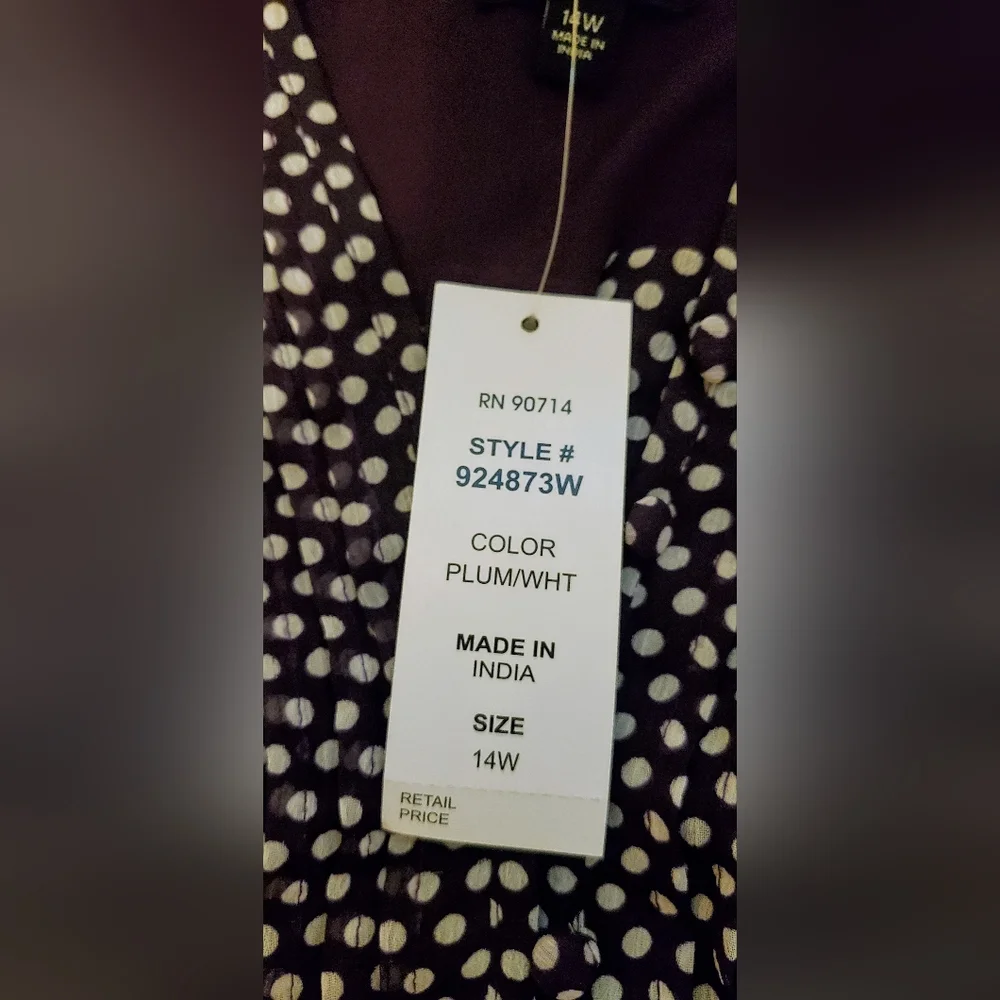 14W
MADE IN
INDIA
RN 90714
STYLE #
924873W
COLOR
PLUM/WHT
MADE IN
INDIA
SIZE
14W
RETAIL
PRICE